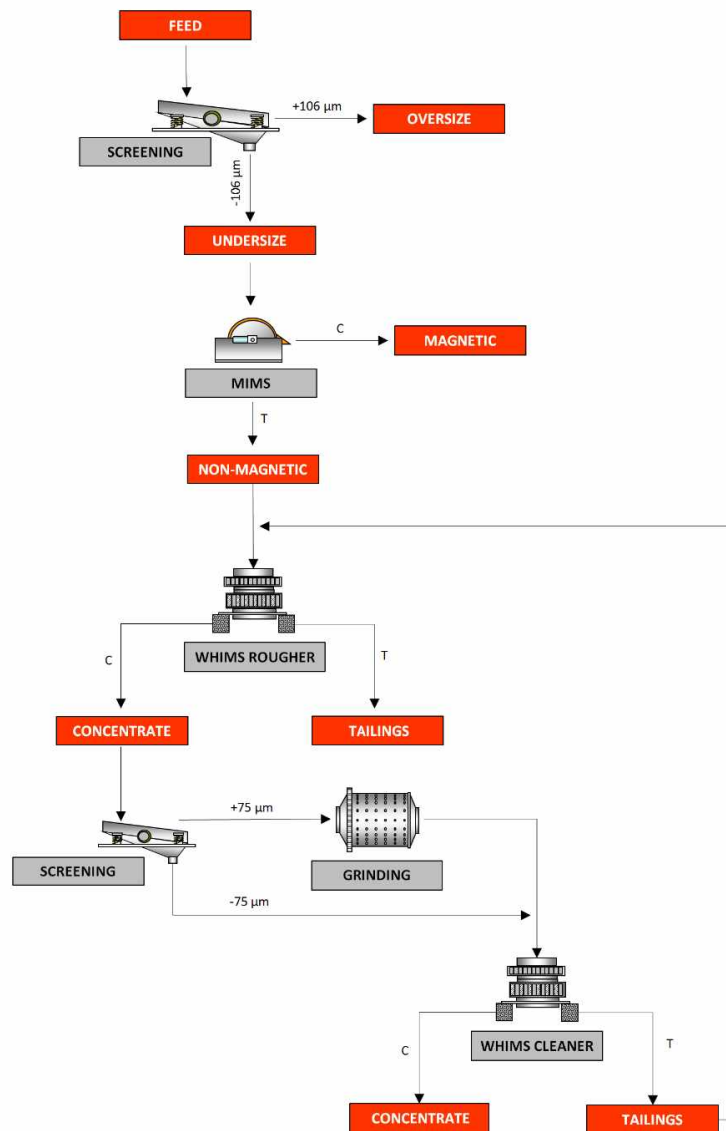 FEED
+106 µm
OVERSIZE
SCREENING
-106 µm
UNDERSIZE
C
MAGNETIC
MIMS
T
NON-MAGNETIC
WHIMS ROUGHER
C
T
CONCENTRATE
TAILINGS
+75 µm
SCREENING
GRINDING
-75 µm
WHIMS CLEANER
C
T
CONCENTRATE
TAILINGS